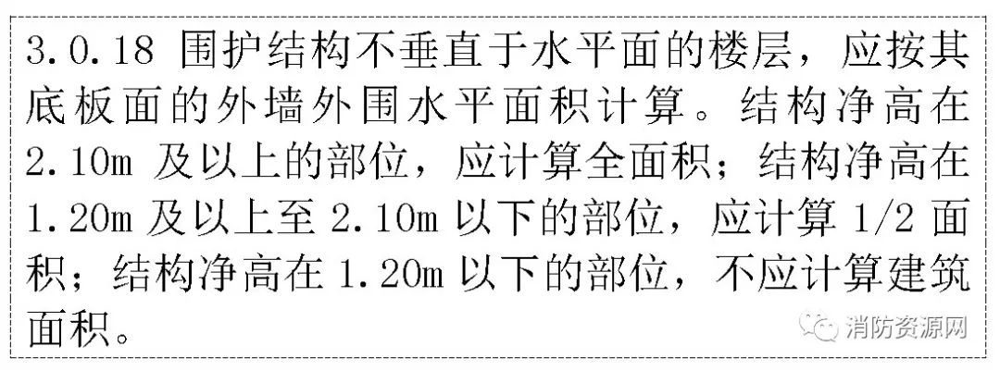 3.0.18 围护结构不垂直于水平面的楼层，应按其
底板面的外墙外围水平面积计算。结构净高在
2.10m 及以上的部位，应计算全面积；结构净高在
1.20m 及以上至 2.10m 以下的部位，应计算 1/2 面
积；结构净高在 1.20m 以下的部位，不应计算建筑
面积。
消防资源网